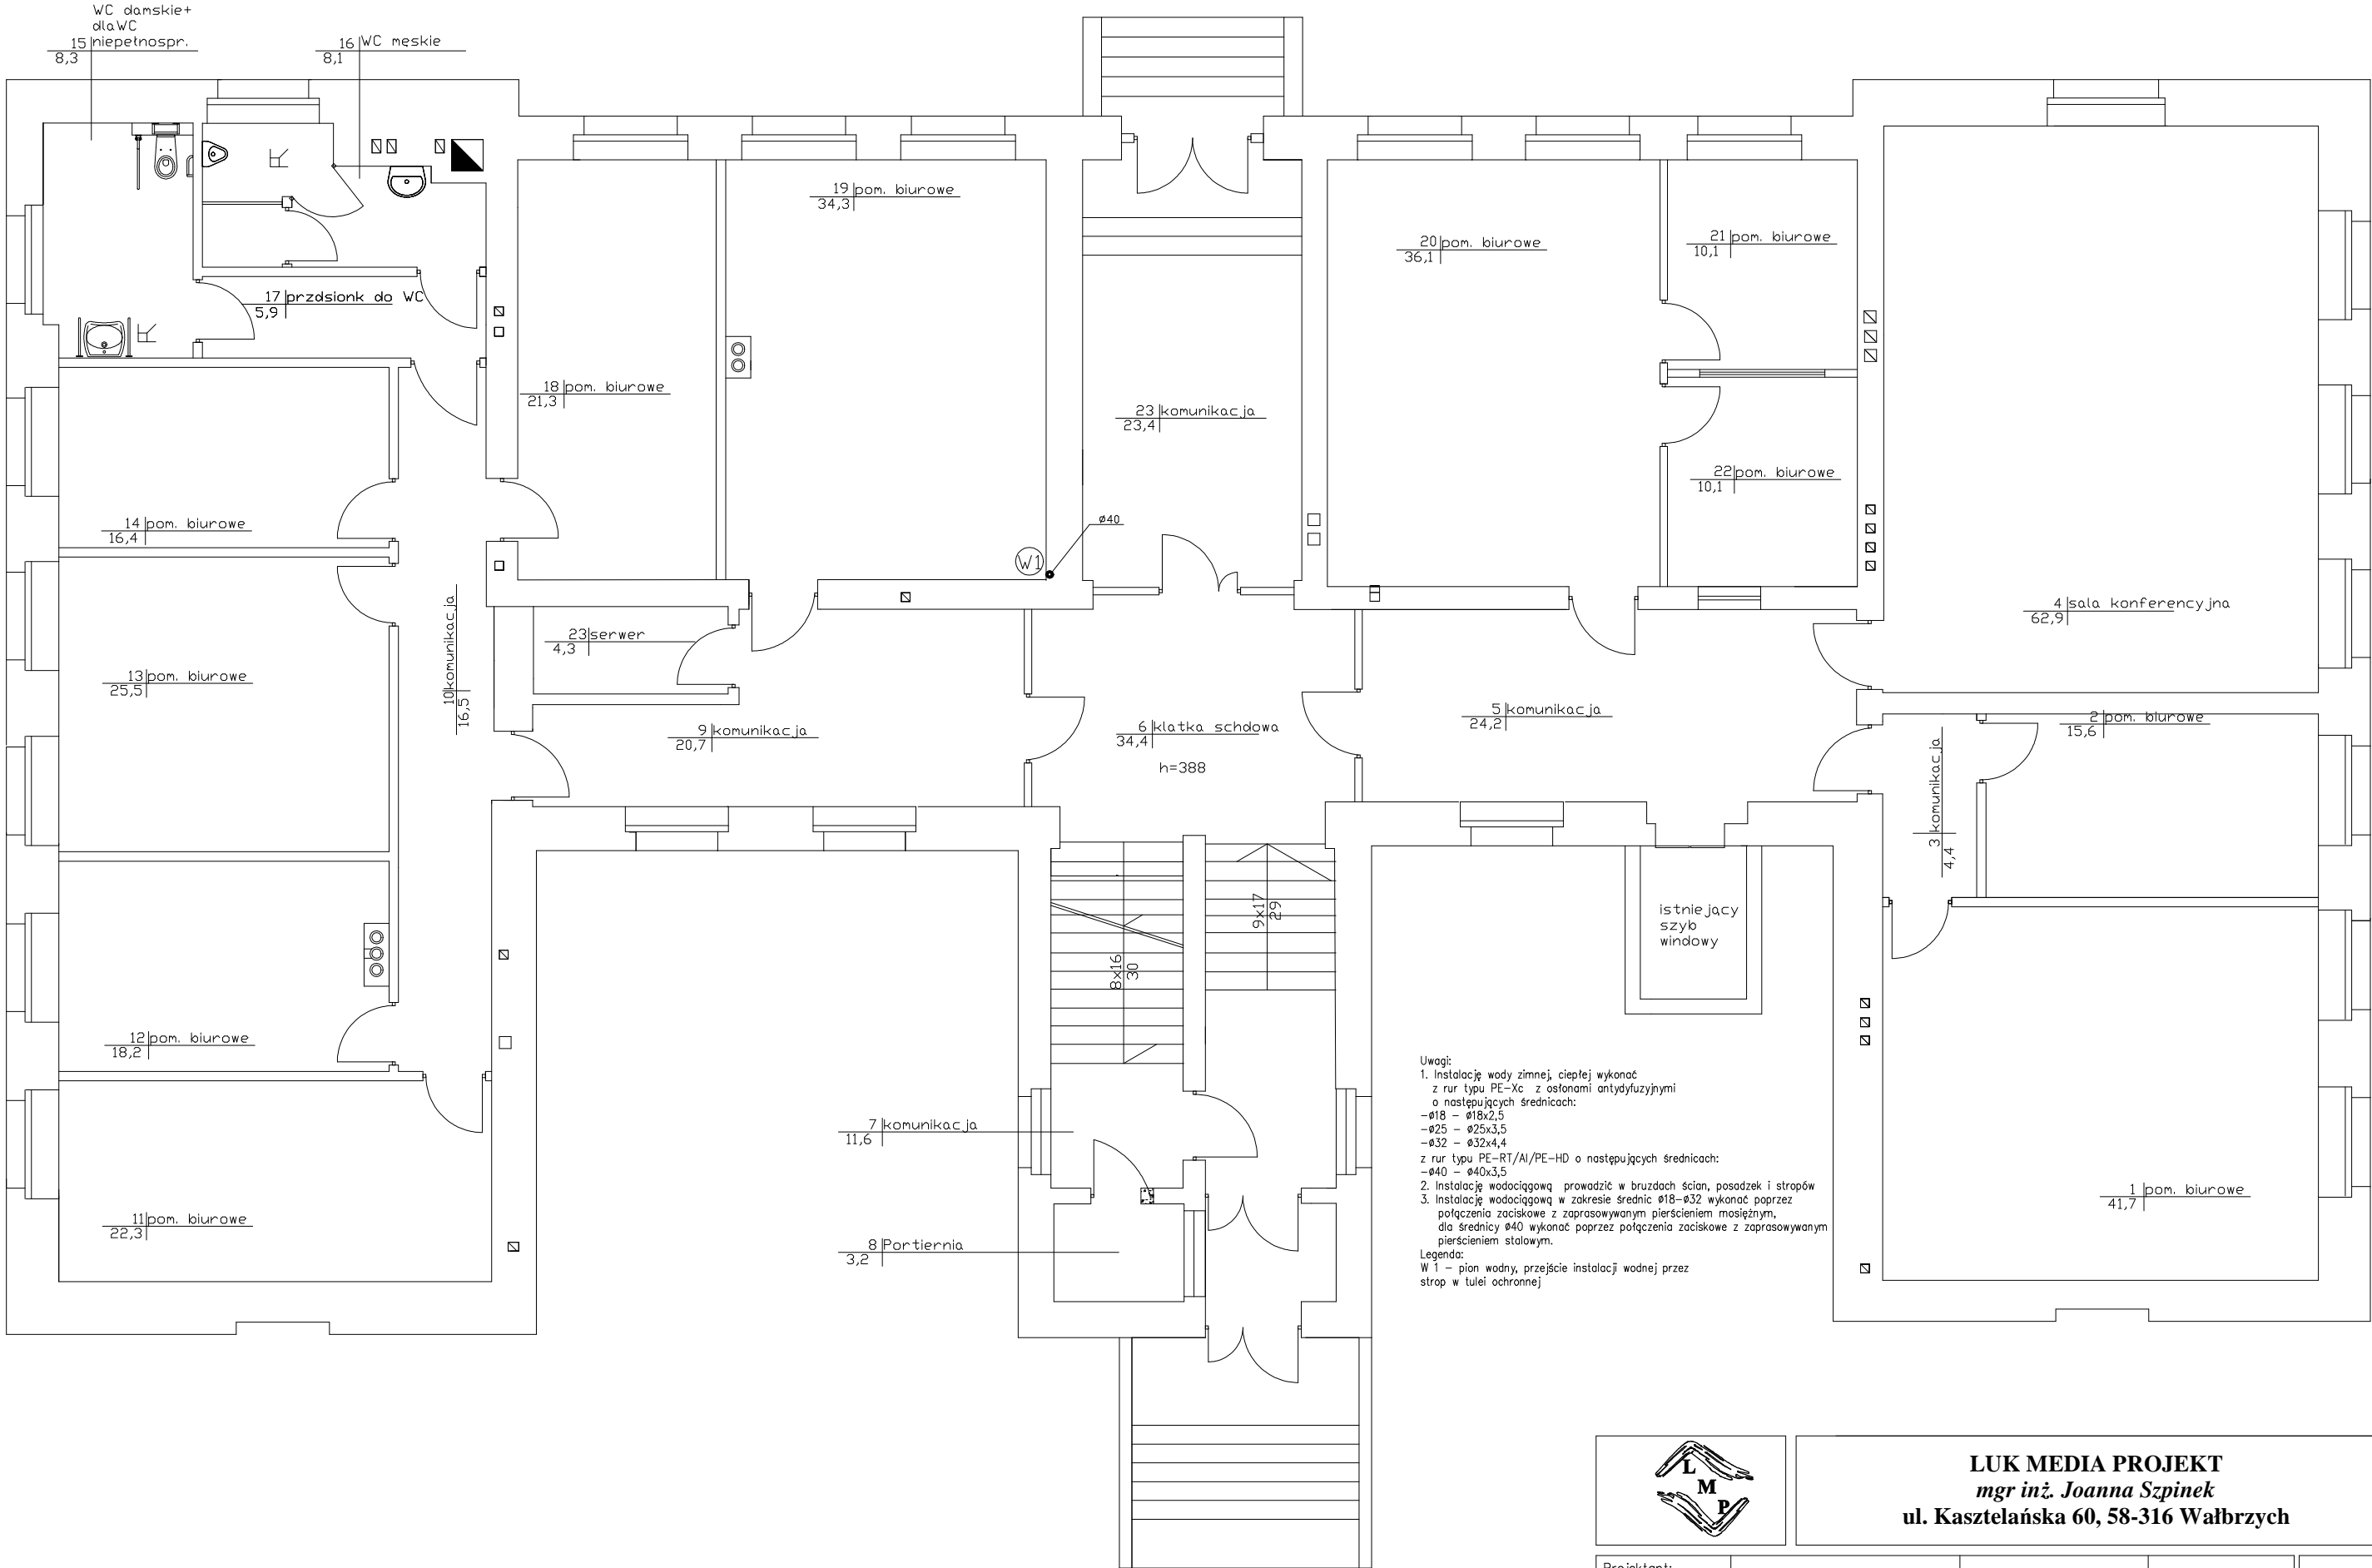 WC damskie+
dlaWC
15 niepełnospr.
8,3
16 WC męskie
8,1
19 pom. biurowe
34,3
20 pom. biurowe
36,1
21 pom. biurowe
10,1
17 przdsionk do WC
5,9
18 pom. biurowe
21,3
23 komunikacja
23,4
22 pom. biurowe
10,1
14 pom. biurowe
16,4
ø40
W1
4 sala konferencyjna
62,9
23 serwer
4,3
10 komunikacja
16,5
13 pom. biurowe
25,5
9 komunikacja
20,7
6 klatka schdowa
34,4
h=388
5 komunikacja
24,2
2 pom. biurowe
15,6
3 komunikacja
4,4
9x17
29
8x16
30
istniejący
szyb
windowy
12 pom. biurowe
18,2
7 komunikacja
11,6
11 pom. biurowe
22,3
8 Portiernia
3,2
1 pom. biurowe
41,7
Uwagi:
1. Instalację wody zimnej, ciepłej wykonać
z rur typu PE-Xc z osłonami antydyfuzyjnymi
o następujących średnicach:
-ø18 - ø18x2,5
-ø25 - ø25x3,5
-ø32 - ø32x4,4
z rur typu PE-RT/Al/PE-HD o następujących średnicach:
-ø40 - ø40x3,5
2. Instalację wodociągową prowadzić w bruzdach ścian, posadzek i stropów
3. Instalację wodociągową w zakresie średnic ø18-ø32 wykonać poprzez
połączenia zaciskowe z zaprasowywanym pierścieniem mosiężnym,
dla średnicy ø40 wykonać poprzez połączenia zaciskowe z zaprasowywanym
pierścieniem stalowym.
Legenda:
W 1 - pion wodny, przejście instalacji wodnej przez
strop w tulei ochronnej
L
M
P
LUK MEDIA PROJEKT
mgr inż. Joanna Szpinek
ul. Kasztelańska 60, 58-316 Wałbrzych
Projektant: